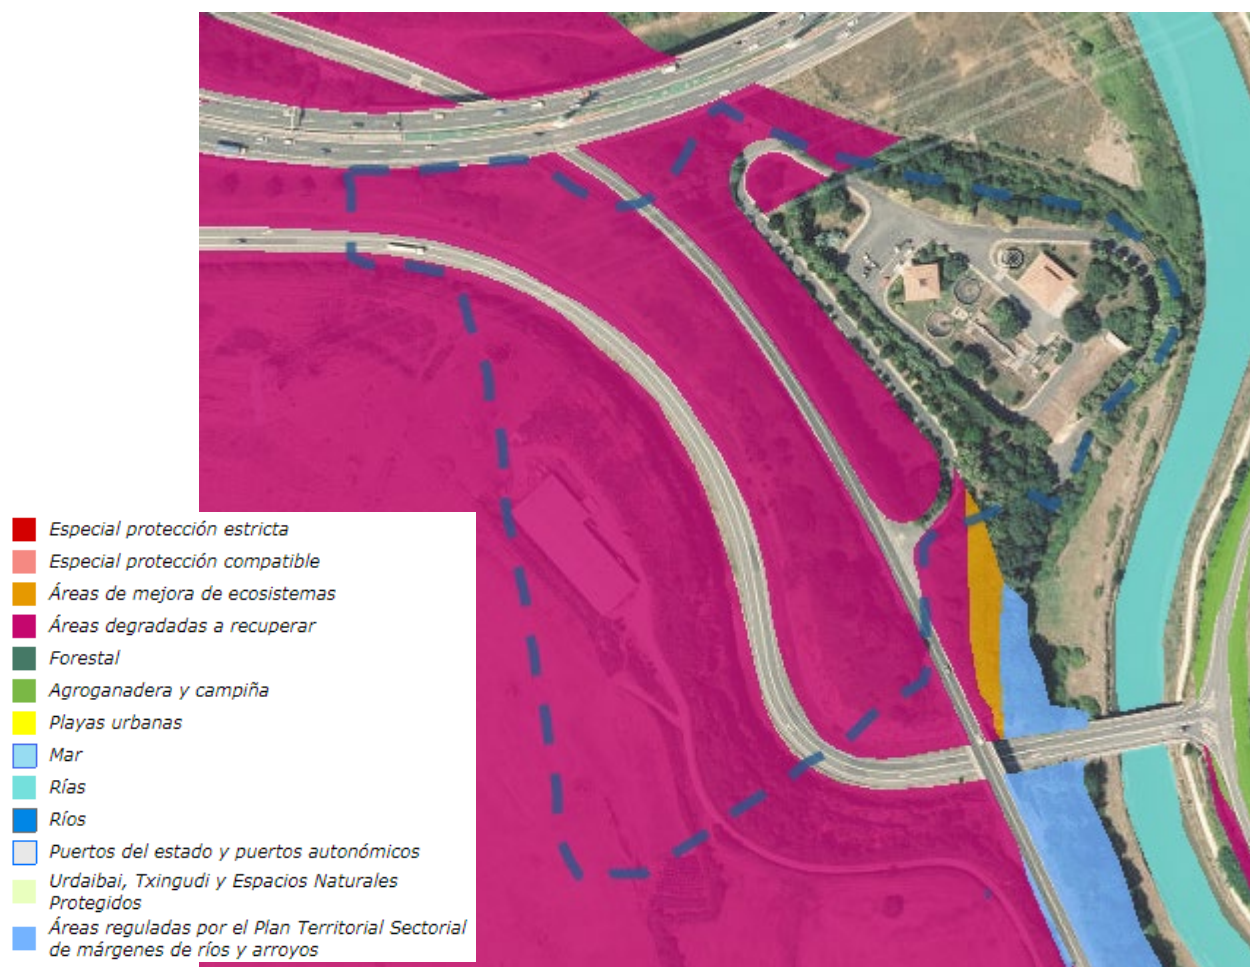 Especial protección estricta
Especial protección compatible
Áreas de mejora de ecosistemas
Áreas degradadas a recuperar
Forestal
Agroganadera y campiña
Playas urbanas
Mar
Rías
Ríos
Puertos del estado y puertos autonómicos
Urdaibai, Txingudi y Espacios Naturales
Protegidos
Áreas reguladas por el Plan Territorial Sectorial
de márgenes de ríos y arroyos